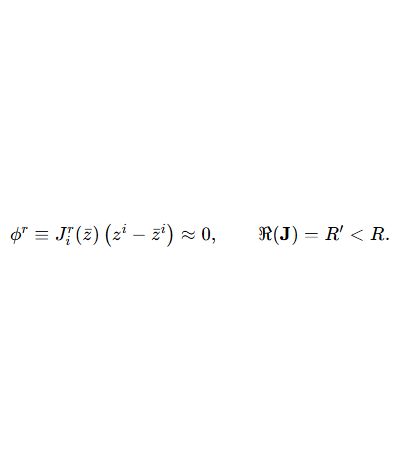 ϕ^r ≡ J_i^r(z̄) (z^i − z̄^i) ≈ 0, ℜ(𝐉) = R′ < R.